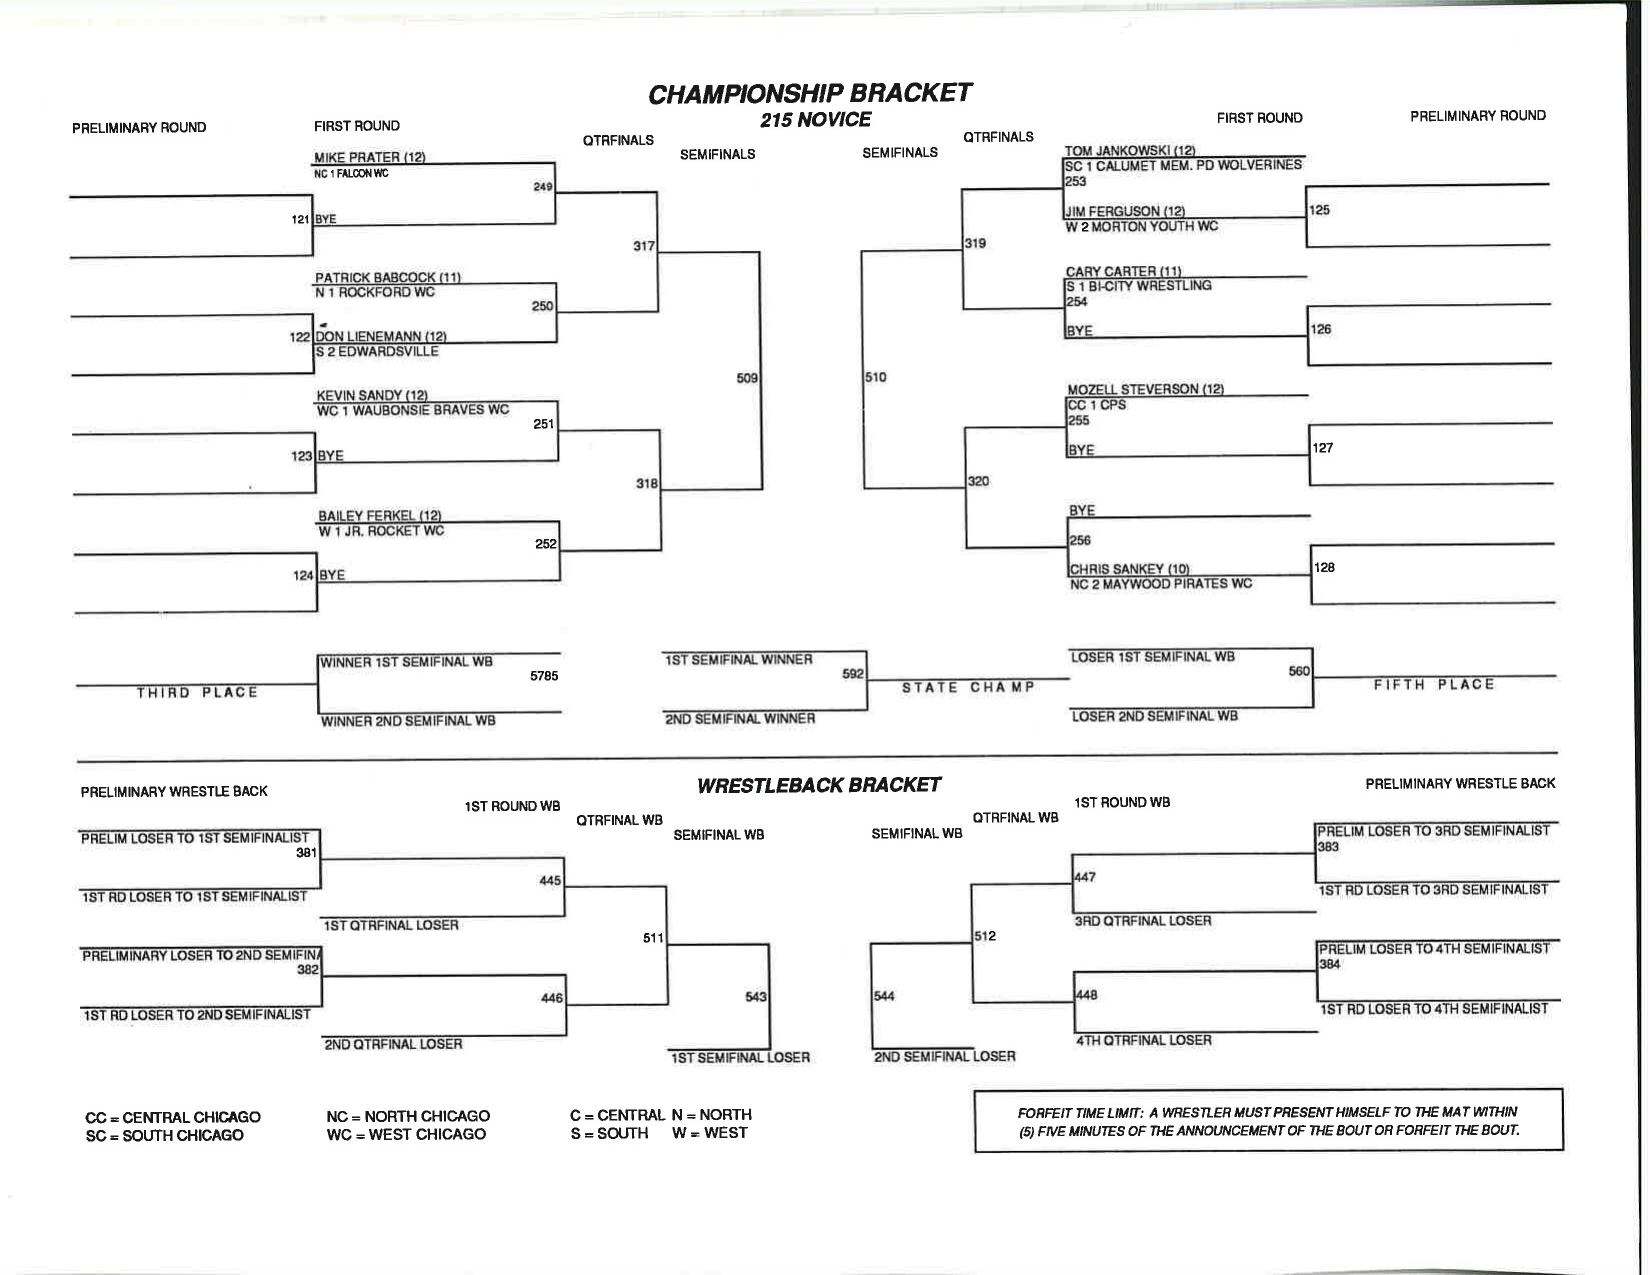 CHAMPIONSHIP BRACKET
215 NOVICE
PRELIMINARY ROUND
FIRST ROUND
QTRFINALS
SEMIFINALS
SEMIFINALS
QTRFINALS
FIRST ROUND
PRELIMINARY ROUND
MIKE PRATER (12)
NC 1 FALCON WC
249
121 BYE
317
PATRICK BABCOCK (11)
N 1 ROCKFORD WC
250
122 DON LIENEMANN (12)
S 2 EDWARDSVILLE
509
KEVIN SANDY (12)
WC 1 WAUBONSIE BRAVES WC
251
123 BYE
318
BAILEY FERKEL (12)
W 1 JR. ROCKET WC
252
124 BYE
TOM JANKOWSKI (12)
SC 1 CALUMET MEM. PD WOLVERINES
253
JIM FERGUSON (12)
125
W 2 MORTON YOUTH WC
319
CARY CARTER (11)
S 1 BI-CITY WRESTLING
254
BYE
126
510
MOZELL STEVERSON (12)
CC 1 CPS
255
BYE
127
320
BYE
256
CHRIS SANKEY (10)
128
NC 2 MAYWOOD PIRATES WC
WINNER 1ST SEMIFINAL WB
5785
THIRD PLACE
WINNER 2ND SEMIFINAL WB
1ST SEMIFINAL WINNER
592
STATE CHAMP
2ND SEMIFINAL WINNER
LOSER 1ST SEMIFINAL WB
560
FIFTH PLACE
LOSER 2ND SEMIFINAL WB
WRESTLEBACK BRACKET
PRELIMINARY WRESTLE BACK
1ST ROUND WB
QTRFINAL WB
SEMIFINAL WB
SEMIFINAL WB
QTRFINAL WB
1ST ROUND WB
PRELIMINARY WRESTLE BACK
PRELIM LOSER TO 1ST SEMIFINALIST
381
445
1ST RD LOSER TO 1ST SEMIFINALIST
1ST QTRFINAL LOSER
511
PRELIMINARY LOSER TO 2ND SEMIFINA
382
446
543
1ST RD LOSER TO 2ND SEMIFINALIST
2ND QTRFINAL LOSER
1ST SEMIFINAL LOSER
PRELIM LOSER TO 3RD SEMIFINALIST
383
447
1ST RD LOSER TO 3RD SEMIFINALIST
3RD QTRFINAL LOSER
512
PRELIM LOSER TO 4TH SEMIFINALIST
384
544
448
1ST RD LOSER TO 4TH SEMIFINALIST
4TH QTRFINAL LOSER
2ND SEMIFINAL LOSER
CC = CENTRAL CHICAGO
NC = NORTH CHICAGO
C = CENTRAL N = NORTH
SC = SOUTH CHICAGO
WC = WEST CHICAGO
S = SOUTH W = WEST
FORFEIT TIME LIMIT: A WRESTLER MUST PRESENT HIMSELF TO THE MAT WITHIN
(5) FIVE MINUTES OF THE ANNOUNCEMENT OF THE BOUT OR FORFEIT THE BOUT.